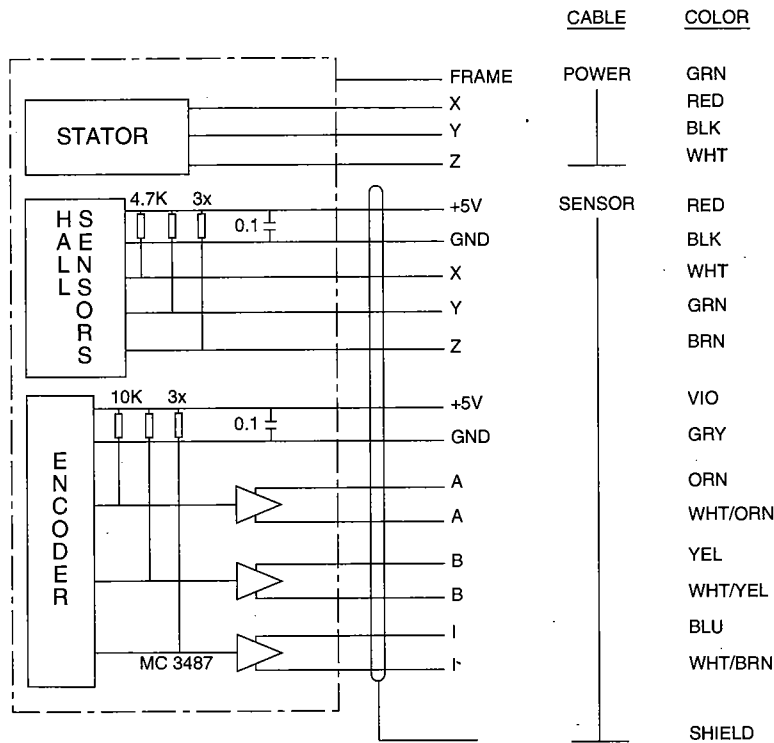 CABLE COLOR
FRAME POWER GRN
X RED
STATOR Y BLK
Z WHT
4.7K 3x +5V SENSOR RED
HALL SENSORS 0.1 GND BLK
X WHT
Y GRN
Z BRN
10K 3x +5V VIO
0.1 GND GRY
ENCODER A ORN
A WHT/ORN
B YEL
B WHT/YEL
I BLU
MC 3487 I WHT/BRN
SHIELD